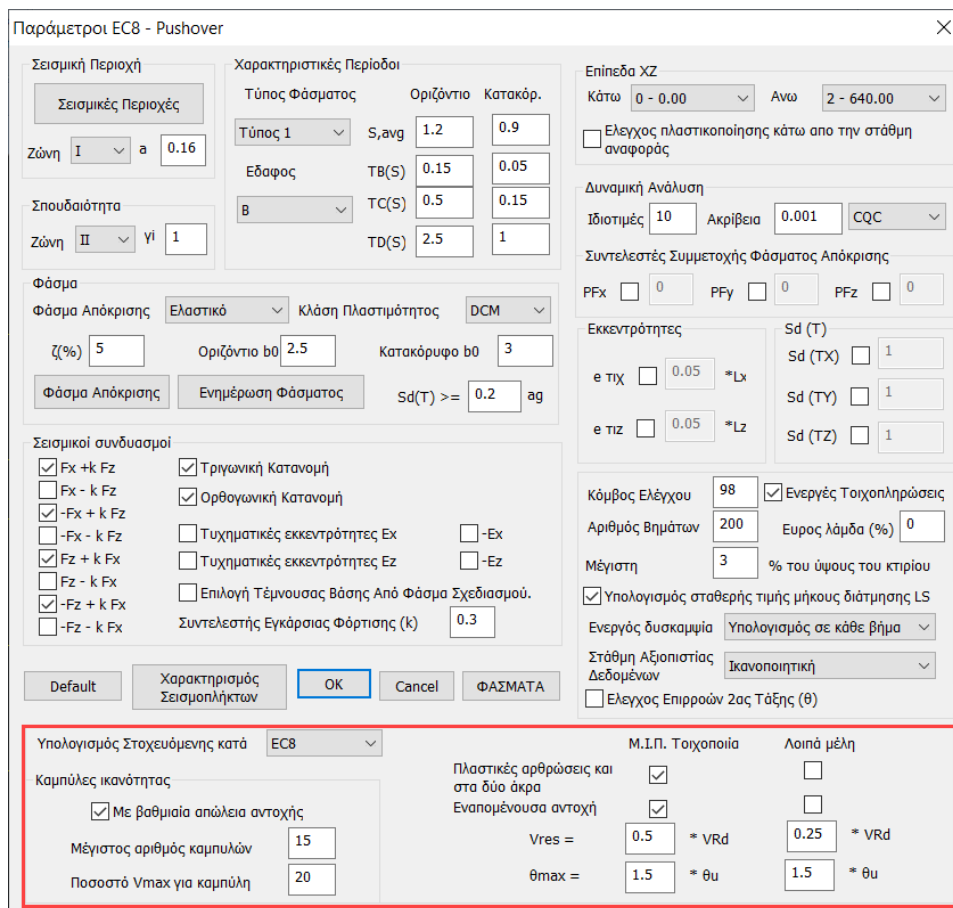 Παράμετροι EC8 - Pushover
Σεισμική Περιοχή
Σεισμικές Περιοχές
Ζώνη I a 0.16
Σπουδαιότητα
Ζώνη II γi 1
Χαρακτηριστικές Περίοδοι
Τύπος Φάσματος Οριζόντιο Κατακόρ.
Τύπος 1 S,avg 1.2 0.9
Εδαφος TB(S) 0.15 0.05
B TC(S) 0.5 0.15
TD(S) 2.5 1
Επίπεδα XZ
Κάτω 0 - 0.00 Ανω 2 - 640.00
Ελεγχος πλαστικοποίησης κάτω απο την στάθμη
αναφοράς
Δυναμική Ανάλυση
Ιδιοτιμές 10 Ακρίβεια 0.001 CQC
Συντελεστές Συμμετοχής Φάσματος Απόκρισης
PFx 0 PFy 0 PFz 0
Φάσμα
Φάσμα Απόκρισης Ελαστικό Κλάση Πλαστιμότητος DCM
ζ(%) 5 Οριζόντιο b0 2.5 Κατακόρυφο b0 3
Φάσμα Απόκρισης Ενημέρωση Φάσματος Sd(T) >= 0.2 ag
Εκκεντρότητες
e τιχ 0.05 *Lx
e τιz 0.05 *Lz
Sd (T)
Sd (TX) 1
Sd (TY) 1
Sd (TZ) 1
Σεισμικοί συνδυασμοί
Fx +k Fz
Fx - k Fz
-Fx + k Fz
-Fx - k Fz
Fz + k Fx
Fz - k Fx
-Fz + k Fx
-Fz - k Fx
Τριγωνική Κατανομή
Ορθογωνική Κατανομή
Τυχηματικές εκκεντρότητες Ex -Ex
Τυχηματικές εκκεντρότητες Ez -Ez
Επιλογή Τέμνουσας Βάσης Από Φάσμα Σχεδιασμού.
Συντελεστής Εγκάρσιας Φόρτισης (k) 0.3
Κόμβος Ελέγχου 98 Ενεργές Τοιχοπληρώσεις
Αριθμός Βημάτων 200 Ευρος λάμδα (%) 0
Μέγιστη 3 % του ύψους του κτιρίου
Υπολογισμός σταθερής τιμής μήκους διάτμησης LS
Ενεργός δυσκαμψία Υπολογισμός σε κάθε βήμα
Στάθμη Αξιοπιστίας
Δεδομένων Ικανοποιητική
Ελεγχος Επιρροών 2ας Τάξης (θ)
Default Χαρακτηρισμός
Σεισμοπλήκτων OK Cancel ΦΑΣΜΑΤΑ
Υπολογισμός Στοχευόμενης κατά EC8
Καμπύλες ικανότητας
Με βαθμιαία απώλεια αντοχής
Μέγιστος αριθμός καμπυλών 15
Ποσοστό Vmax για καμπύλη 20
Μ.Ι.Π. Τοιχοποιία Λοιπά μέλη
Πλαστικές αρθρώσεις και
στα δύο άκρα
Εναπομένουσα αντοχή
Vres = 0.5 * VRd 0.25 * VRd
θmax = 1.5 * θu 1.5 * θu